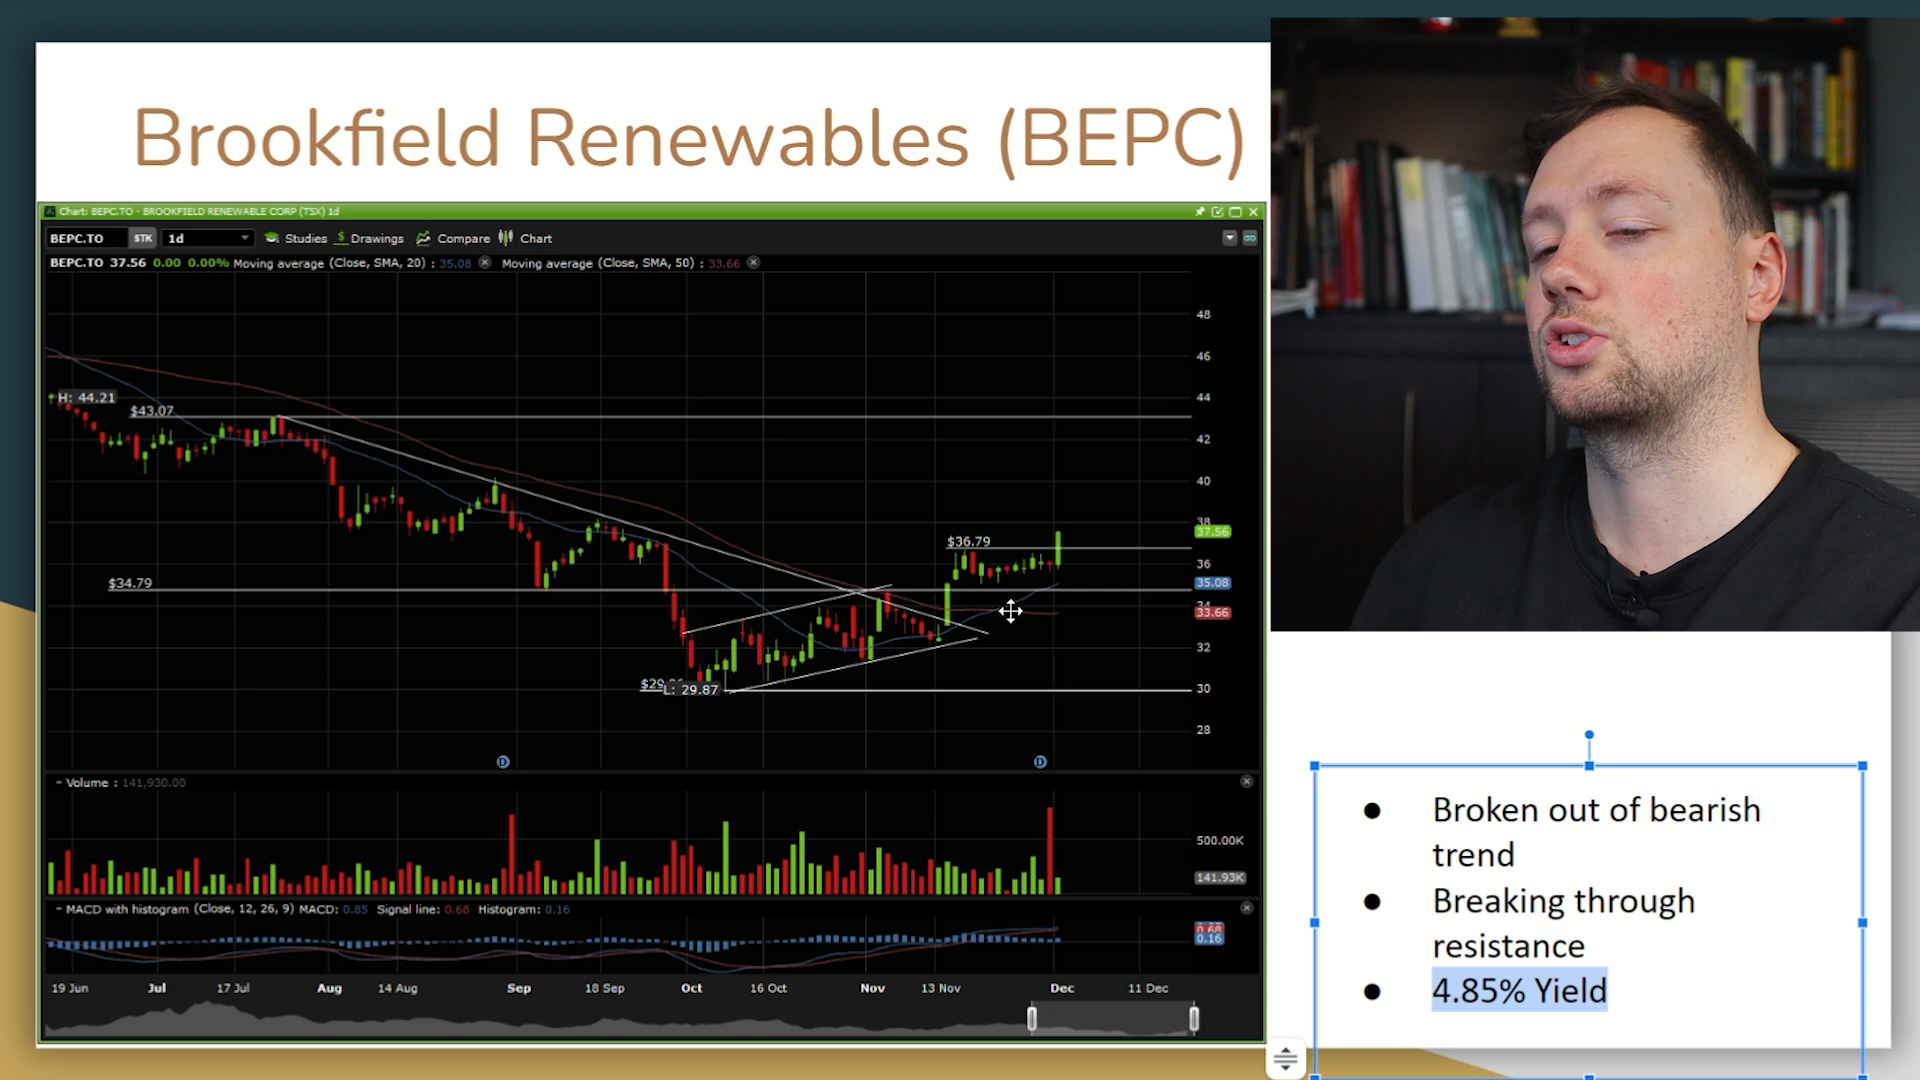 Brookfield Renewables (BEPC)
Chart: BEPC.TO - BROOKFIELD RENEWABLE CORP (TSX) 1d
BEPC.TO STK 1d Studies Drawings Compare Chart
BEPC.TO 37.56 0.00 0.00% Moving average (Close, SMA, 20) : 35.08 Moving average (Close, SMA, 50) : 33.66
48
46
H: 44.21
44
$43.07
42
40
38
37.56
$36.79
36
$34.79
35.08
34
33.66
32
L: 29.87
30
28
D
D
- Volume : 141,930.00
500.00K
141.93K
- MACD with histogram (Close, 12, 26, 9) MACD: 0.85 Signal line: 0.68 Histogram: 0.16
0.68
0.16
19 Jun Jul 17 Jul Aug 14 Aug Sep 18 Sep Oct 16 Oct Nov 13 Nov Dec 11 Dec
● Broken out of bearish
trend
● Breaking through
resistance
● 4.85% Yield